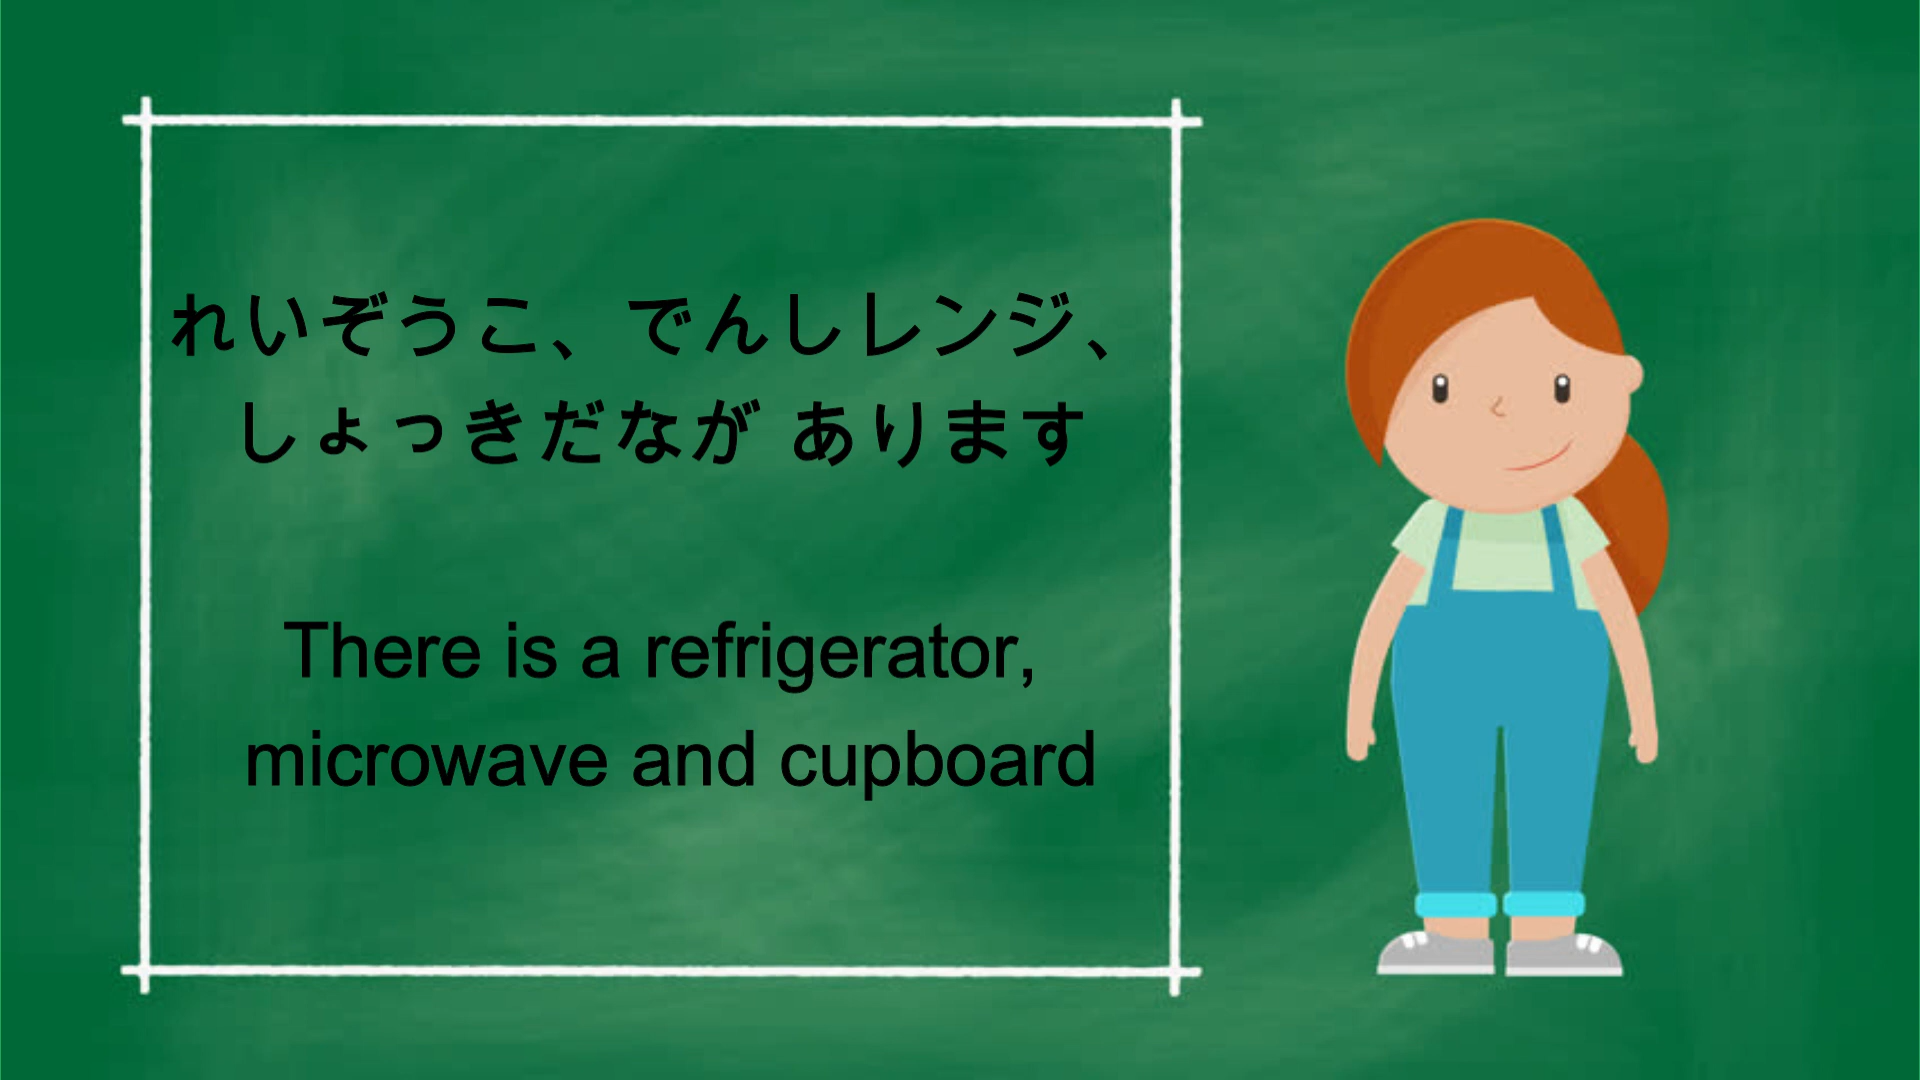 れいぞうこ、でんしレンジ、
しょっきだなが あります
There is a refrigerator,
microwave and cupboard